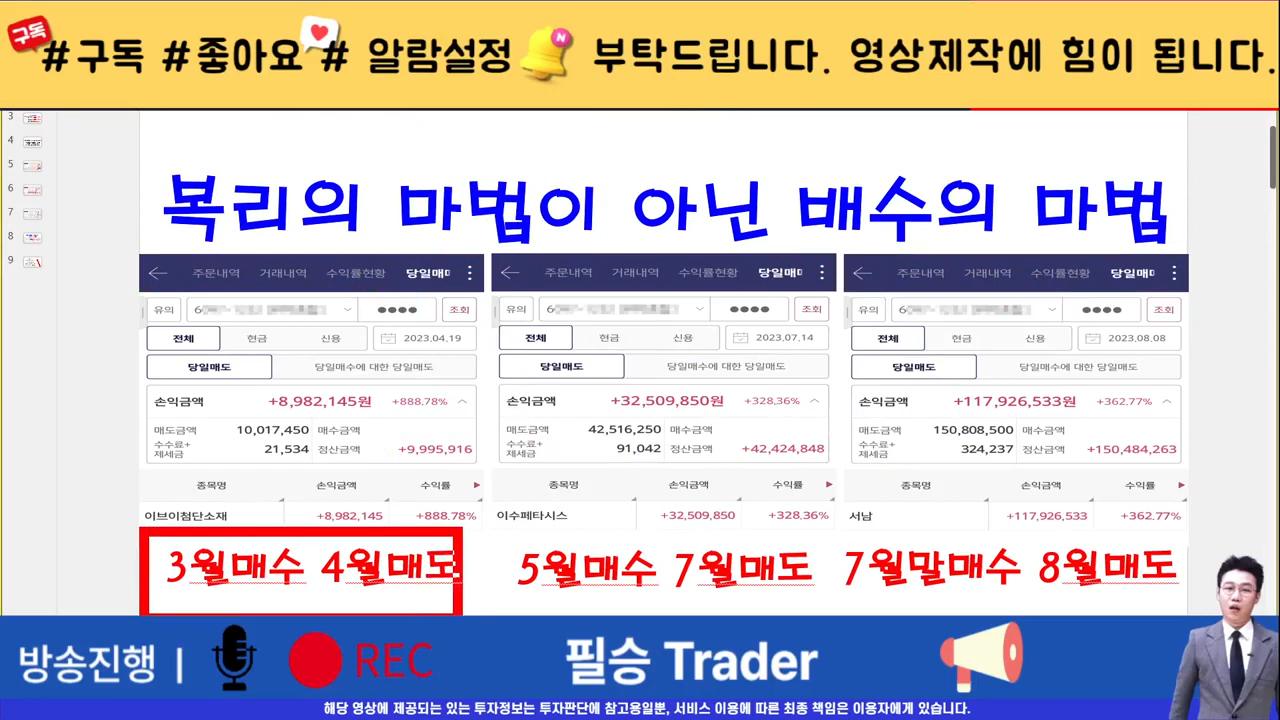 구독
#구독 #좋아요 # 알람설정 N 부탁드립니다. 영상제작에 힘이 됩니다.
3
4
5
6
7
8
9
복리의 마법이 아닌 배수의 마법
주문내역 거래내역 수익률현황 당일매
유의 6 ●●●● 조회
전체 현금 신용 2023.04.19
당일매도 당일매수에 대한 당일매도
손익금액 +8,982,145원 +888.78%
매도금액 10,017,450 매수금액
수수료+제세금 21,534 정산금액 +9,995,916
종목명 손익금액 수익률
이브이첨단소재 +8,982,145 +888.78%
3월매수 4월매도
주문내역 거래내역 수익률현황 당일매
유의 6 ●●●● 조회
전체 현금 신용 2023.07.14
당일매도 당일매수에 대한 당일매도
손익금액 +32,509,850원 +328.36%
매도금액 42,516,250 매수금액
수수료+제세금 91,042 정산금액 +42,424,848
종목명 손익금액 수익률
이수페타시스 +32,509,850 +328.36%
5월매수 7월매도
주문내역 거래내역 수익률현황 당일매
유의 6 ●●●● 조회
전체 현금 신용 2023.08.08
당일매도 당일매수에 대한 당일매도
손익금액 +117,926,533원 +362.77%
매도금액 150,808,500 매수금액
수수료+제세금 324,237 정산금액 +150,484,263
종목명 손익금액 수익률
서남 +117,926,533 +362.77%
7월말매수 8월매도
방송진행 | REC 필승 Trader
해당 영상에 제공되는 있는 투자정보는 투자판단에 참고용일뿐, 서비스 이용에 따른 최종 책임은 이용자에게 있습니다.